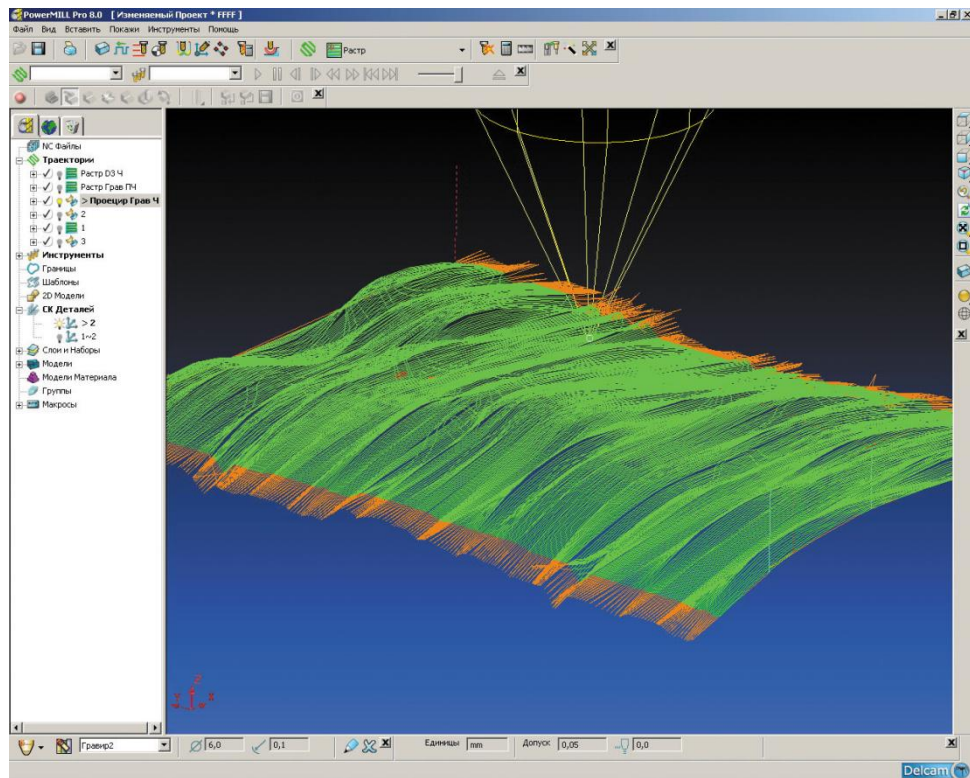 PowerMILL Pro 8.0 [ Изменяемый Проект * FFFF ]
Файл Вид Вставить Покажи Инструменты Помощь
Растр
NC Файлы
Траектории
Растр D3 Ч
Растр Грав ПЧ
> Проецир Грав Ч
2
1
3
Инструменты
Границы
Шаблоны
2D Модели
СК Деталей
> 2
1~2
Слои и Наборы
Модели
Модели Материала
Группы
Макросы
Z
Y X
Гравир2 6,0 0,1 Единицы mm Допуск 0,05 0,0
Delcam